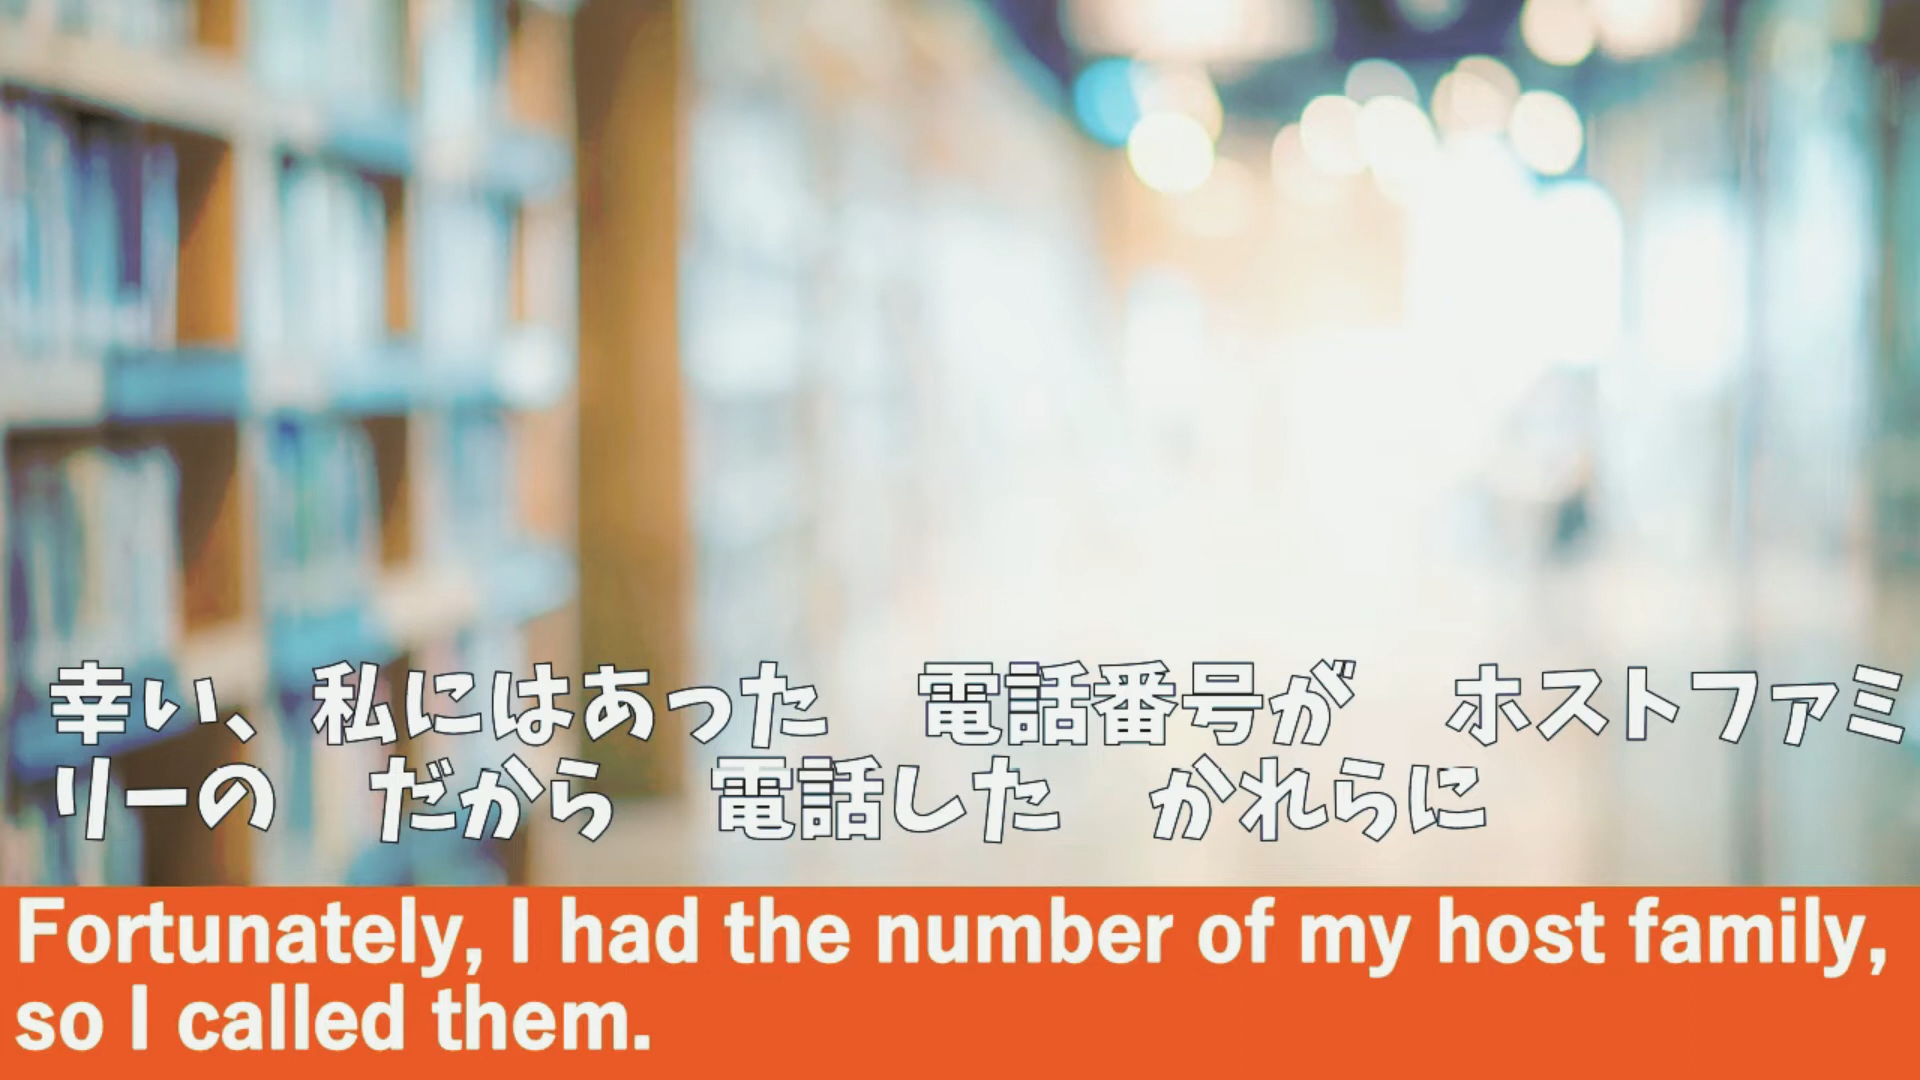 幸い、私にはあった　電話番号が　ホストファミ
リーの　だから　電話した　かれらに
Fortunately, I had the number of my host family,
so I called them.